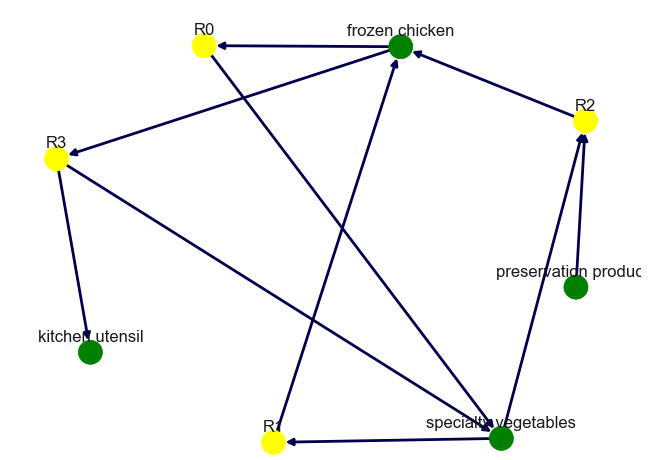 R0
frozen chicken
R2
R3
preservation produc
kitchen utensil
specialty vegetables
R1